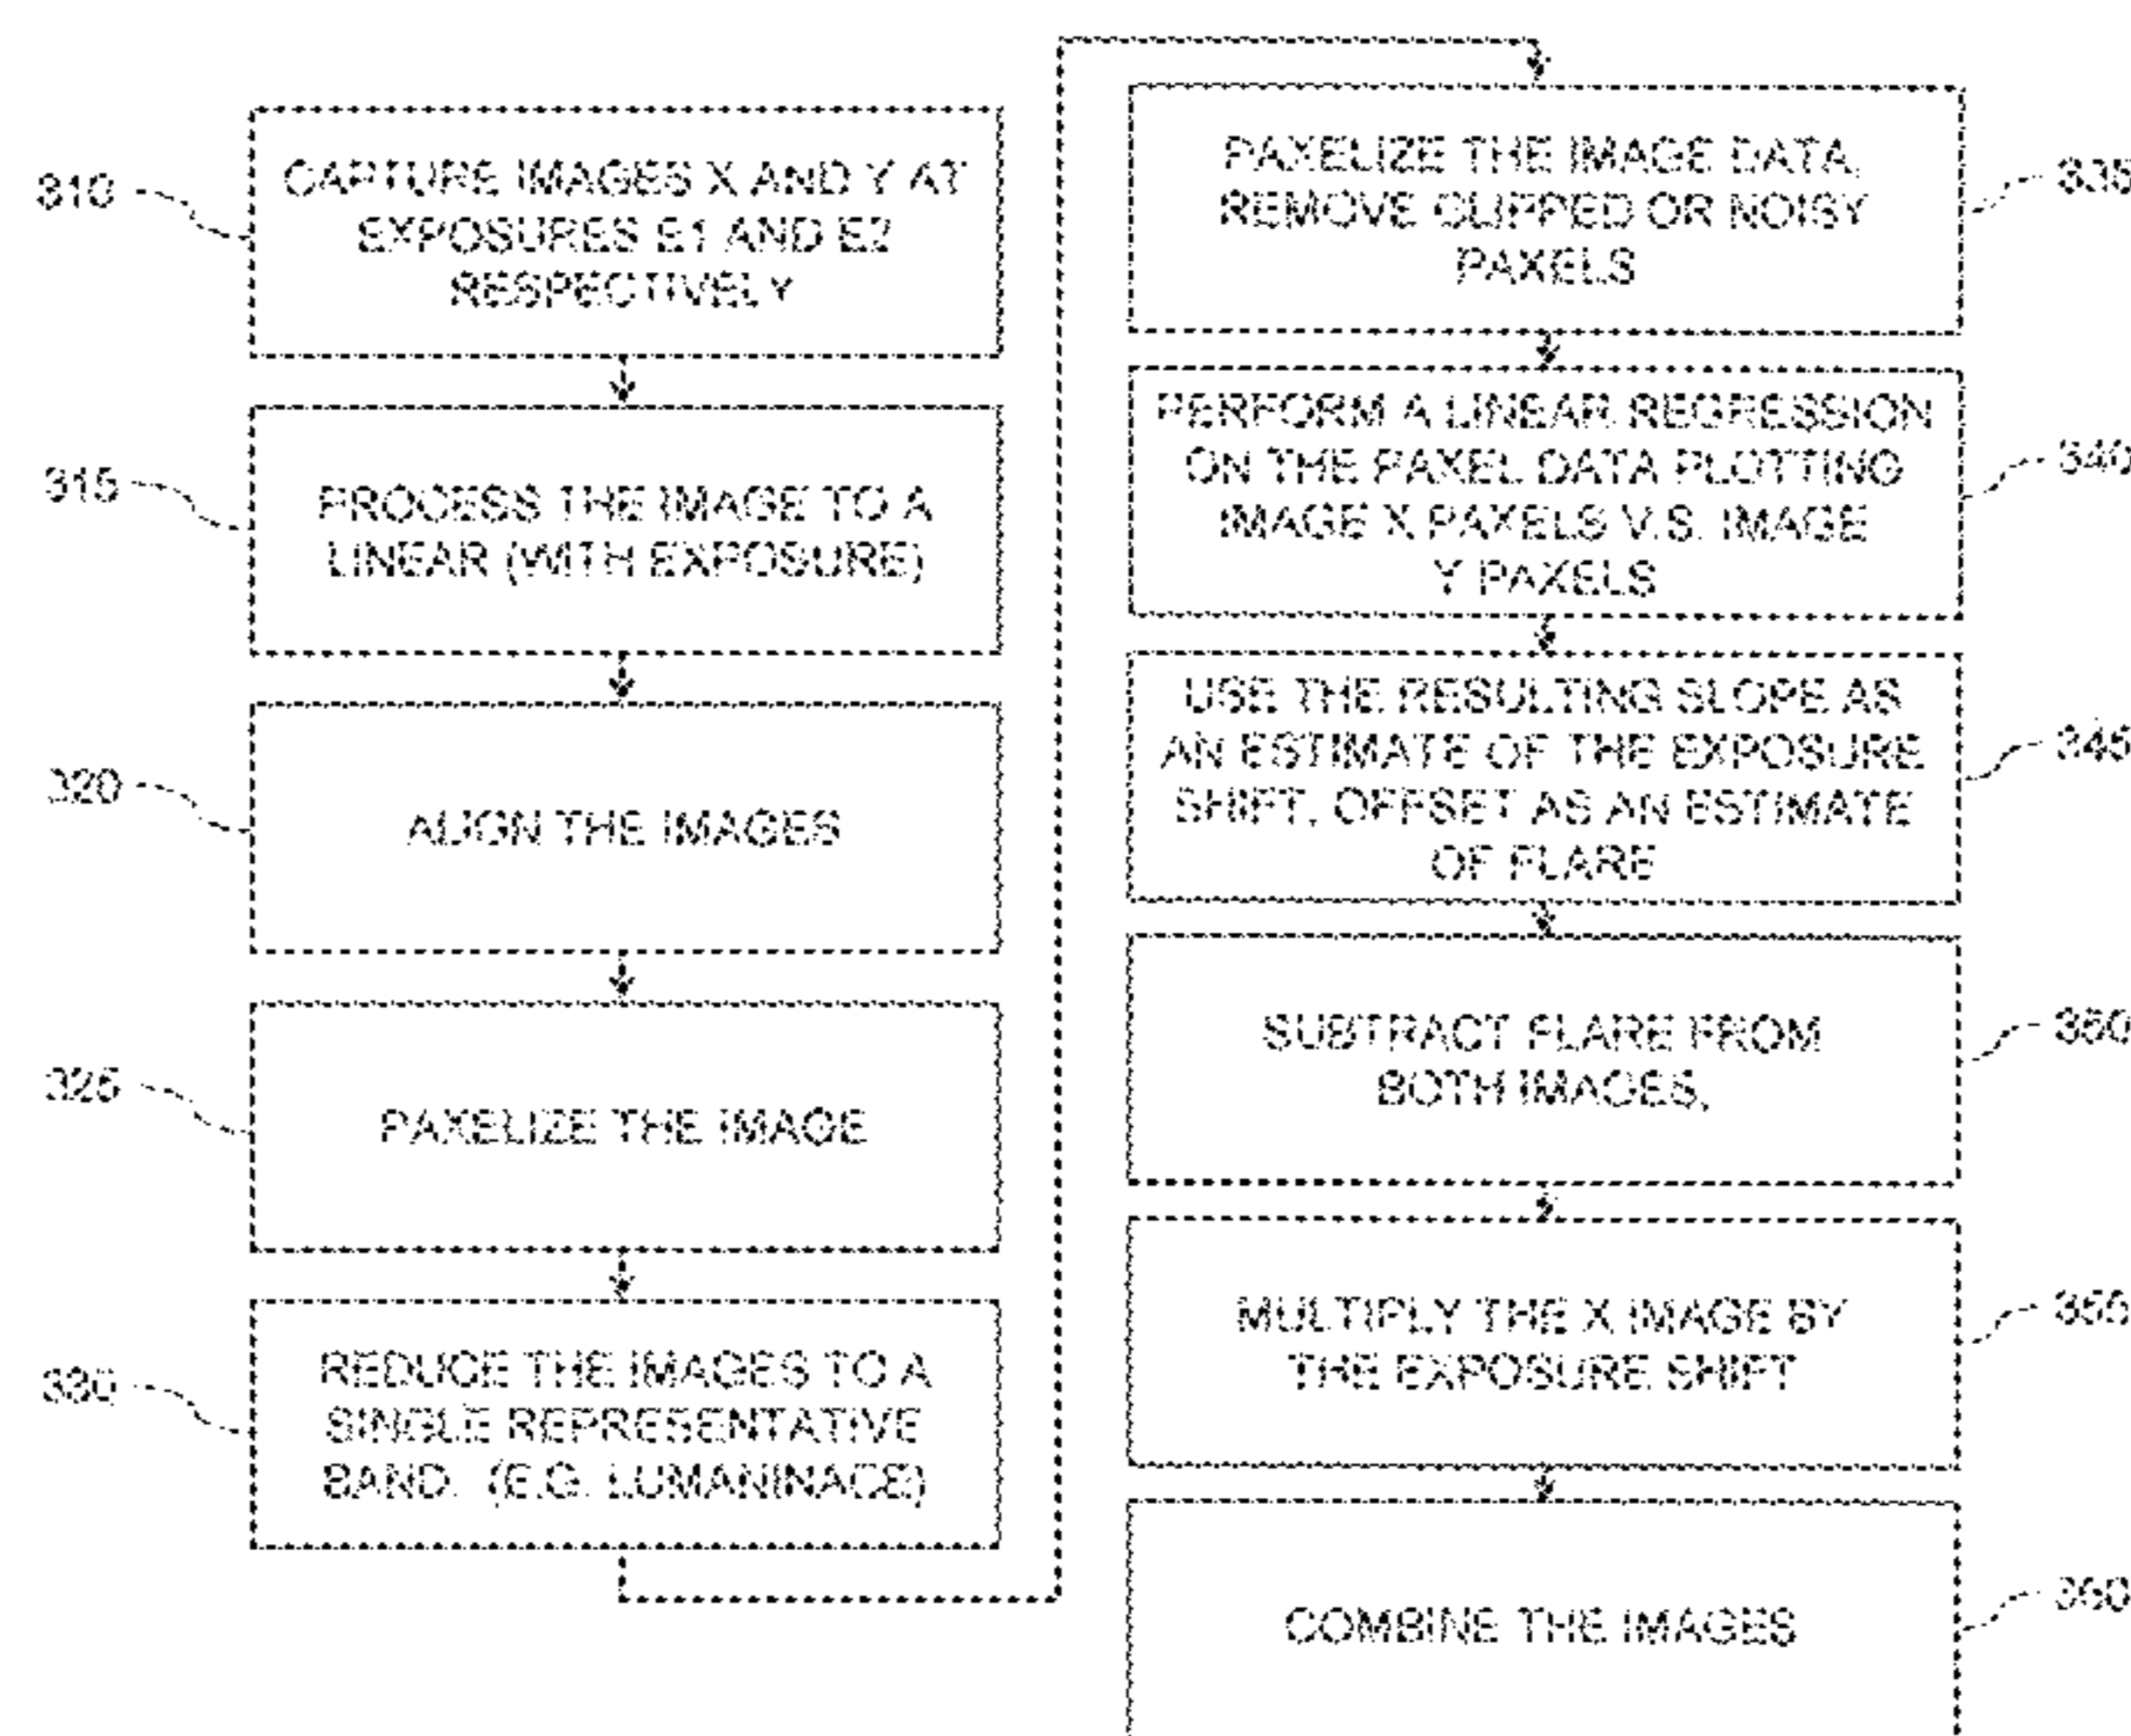 310
CAPTURE IMAGES X AND Y AT
EXPOSURES E1 AND E2
RESPECTIVELY
315
PROCESS THE IMAGE TO A
LINEAR (WITH EXPOSURE)
320
ALIGN THE IMAGES
325
PAXELIZE THE IMAGE
330
REDUCE THE IMAGES TO A
SINGLE REPRESENTATIVE
BAND. (E.G. LUMANINACE)
PAXELIZE THE IMAGE DATA,
REMOVE CLIPPED OR NOISY
PAXELS
335
PERFORM A LINEAR REGRESSION
ON THE PAXEL DATA PLOTTING
IMAGE X PAXELS V.S. IMAGE
Y PAXELS
340
USE THE RESULTING SLOPE AS
AN ESTIMATE OF THE EXPOSURE
SHIFT, OFFSET AS AN ESTIMATE
OF FLARE
345
SUBTRACT FLARE FROM
BOTH IMAGES,
350
MULTIPLY THE X IMAGE BY
THE EXPOSURE SHIFT
355
COMBINE THE IMAGES
360